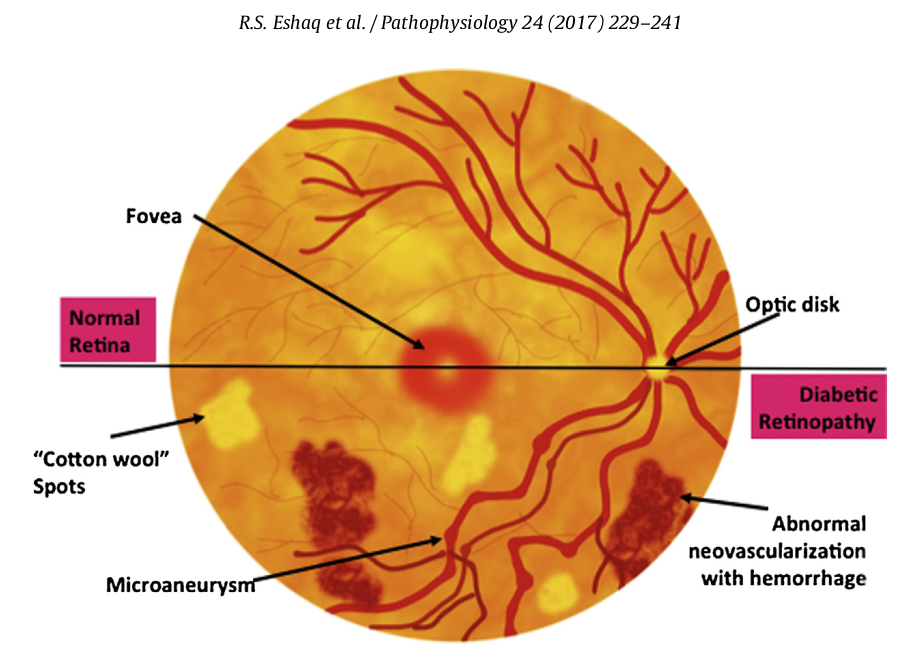 R.S. Eshaq et al. / Pathophysiology 24 (2017) 229–241
Fovea
Optic disk
Normal
Retina
Diabetic
Retinopathy
“Cotton wool”
Spots
Abnormal
neovascularization
with hemorrhage
Microaneurysm